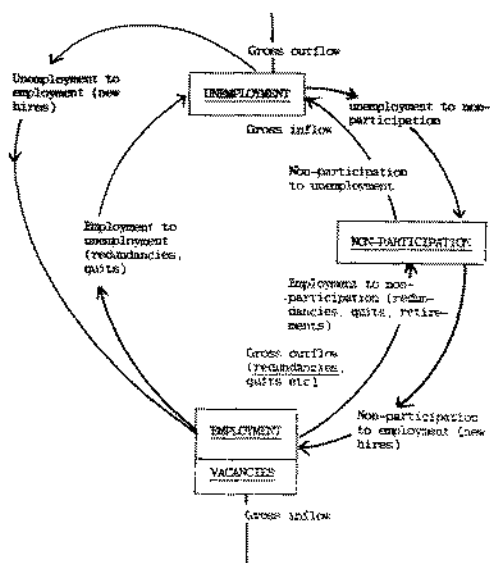 Gross outflow
Unemployment to
employment (new
hires)
UNEMPLOYMENT
unemployment to non-
participation
Gross inflow
Non-participation
to unemployment
Employment to
unemployment
(redundancies,
quits)
NON-PARTICIPATION
Employment to non-
participation (redun-
dancies, quits, retire-
ments)
Gross outflow
(redundancies,
quits etc)
Non-participation
to employment (new
hires)
EMPLOYMENT
VACANCIES
Gross inflow